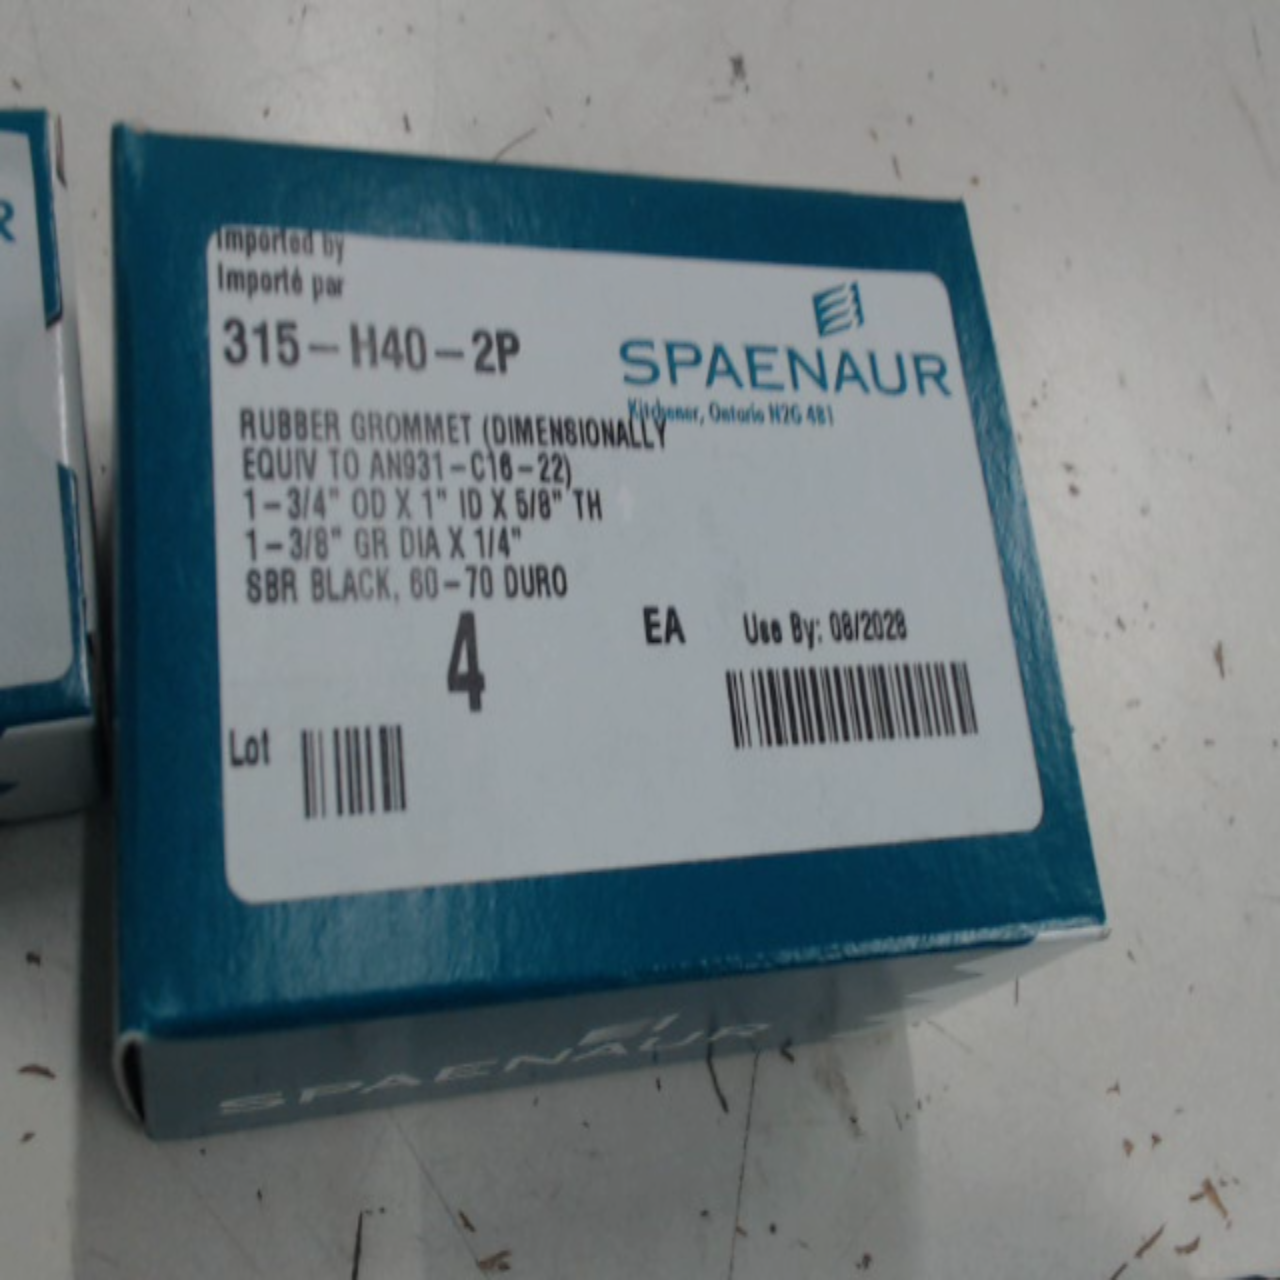 Imported by
Importé par
315-H40-2P
SPAENAUR
Kitchener, Ontario N2G 4B1
RUBBER GROMMET (DIMENSIONALLY
EQUIV TO AN931-C16-22)
1-3/4" OD X 1" ID X 5/8" TH
1-3/8" GR DIA X 1/4"
SBR BLACK, 60-70 DURO
4 EA Use By: 08/2028
Lot
SPAENAUR
R